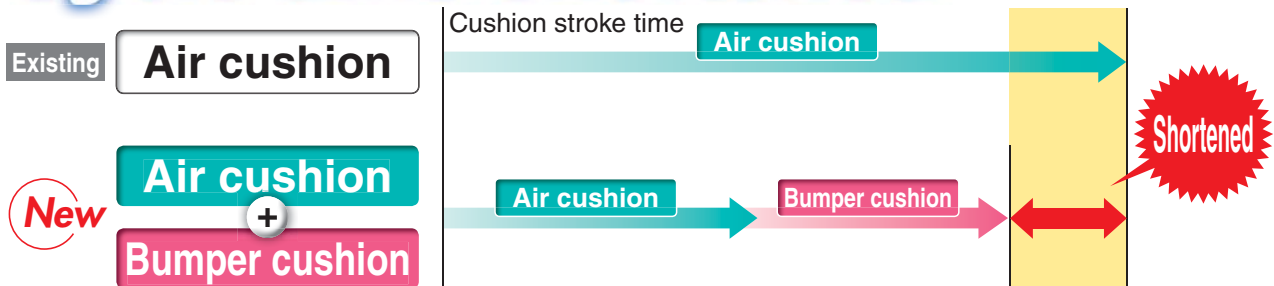 Cushion stroke time
Existing
Air cushion
Air cushion
Shortened
New
Air cushion
+
Bumper cushion
Air cushion
Bumper cushion